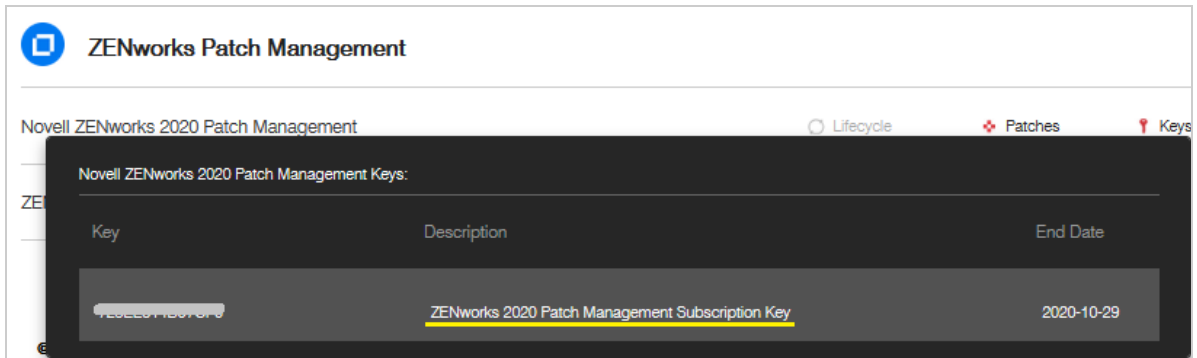 ZENworks Patch Management
Novell ZENworks 2020 Patch Management Lifecycle Patches Keys
Novell ZENworks 2020 Patch Management Keys:
ZE
Key Description End Date
ZENworks 2020 Patch Management Subscription Key 2020-10-29